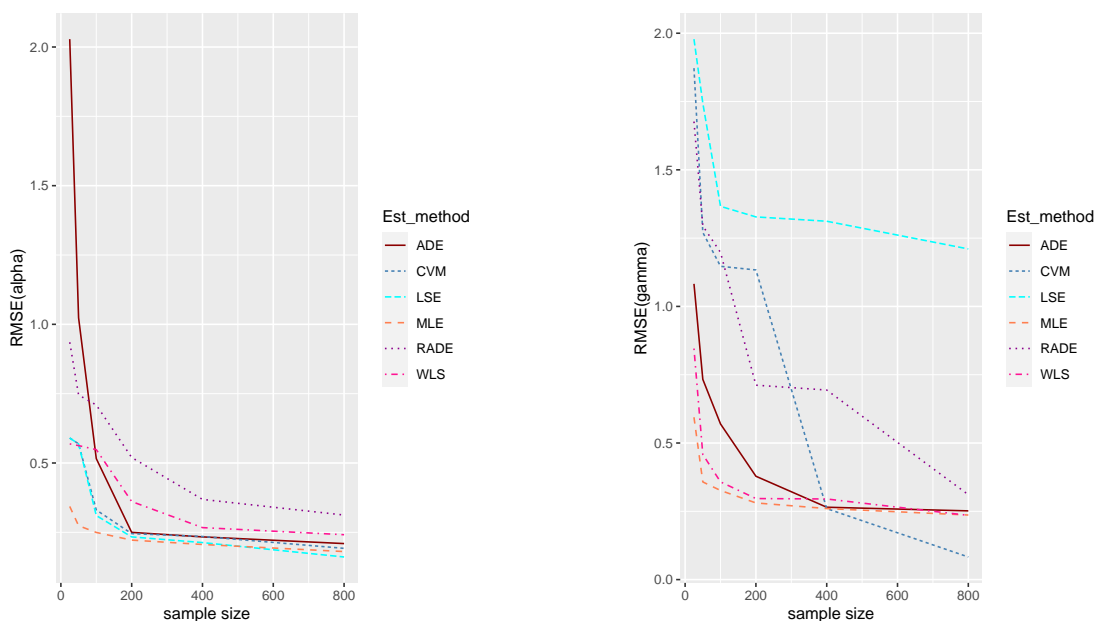 RMSE(alpha)
2.0
1.5
1.0
0.5
0
200
400
600
800
sample size
Est_method
ADE
CVM
LSE
MLE
RADE
WLS
RMSE(gamma)
2.0
1.5
1.0
0.5
0.0
0
200
400
600
800
sample size
Est_method
ADE
CVM
LSE
MLE
RADE
WLS